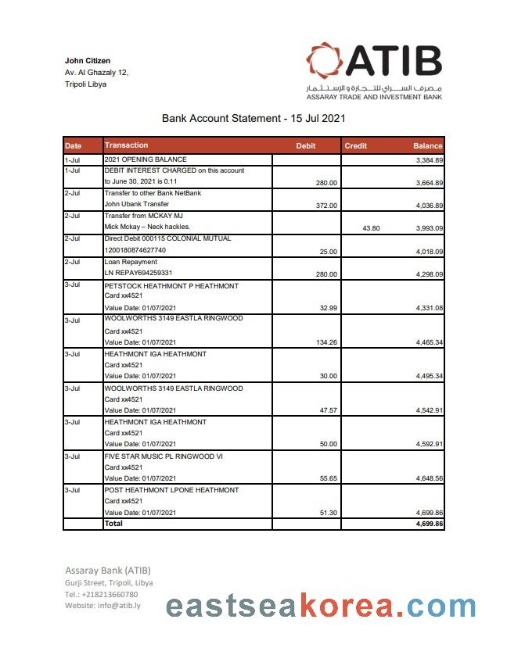 John Citizen
Av. Al Ghazaly 12,
Tripoli Libya
ATIB
مصرف السراي للتجارة والإستثمار
ASSARAY TRADE AND INVESTMENT BANK
Bank Account Statement - 15 Jul 2021
Date Transaction Debit Credit Balance
1-Jul 2021 OPENING BALANCE 3,384.89
1-Jul DEBIT INTEREST CHARGED on this account
to June 30, 2021 is 0.11 280.00 3,664.89
2-Jul Transfer to other Bank NetBank
John Ubank Transfer 372.00 4,036.89
2-Jul Transfer from MCKAY MJ
Mick Mckay – Neck hackles. 43.80 3,993.09
2-Jul Direct Debit 000115 COLONIAL MUTUAL
1200180874627740 25.00 4,018.09
2-Jul Loan Repayment
LN REPAY694259331 280.00 4,298.09
3-Jul PETSTOCK HEATHMONT P HEATHMONT
Card xx4521
Value Date: 01/07/2021 32.99 4,331.08
3-Jul WOOLWORTHS 3149 EASTLA RINGWOOD
Card xx4521
Value Date: 01/07/2021 134.26 4,465.34
3-Jul HEATHMONT IGA HEATHMONT
Card xx4521
Value Date: 01/07/2021 30.00 4,495.34
3-Jul WOOLWORTHS 3149 EASTLA RINGWOOD
Card xx4521
Value Date: 01/07/2021 47.57 4,542.91
3-Jul HEATHMONT IGA HEATHMONT
Card xx4521
Value Date: 01/07/2021 50.00 4,592.91
3-Jul FIVE STAR MUSIC PL RINGWOOD VI
Card xx4521
Value Date: 01/07/2021 55.65 4,648.56
3-Jul POST HEATHMONT LPONE HEATHMONT
Card xx4521
Value Date: 01/07/2021 51.30 4,699.86
Total 4,699.86
Assaray Bank (ATIB)
Gurji Street, Tripoli, Libya
Tel.: +218213660780
Website: info@atib.ly
eastseakorea.com